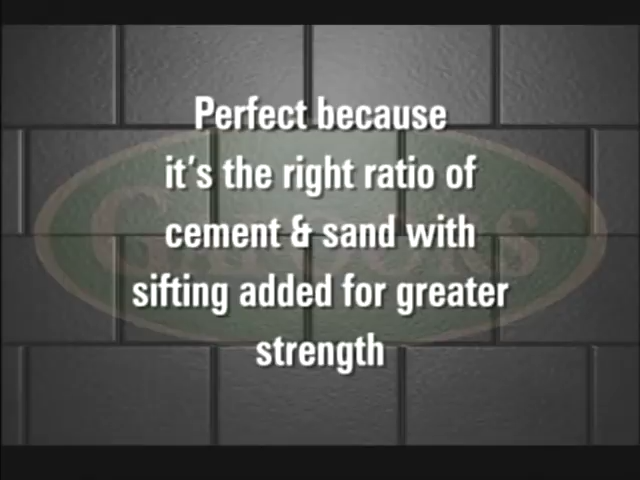 Perfect because
it's the right ratio of
cement & sand with
sifting added for greater
strength